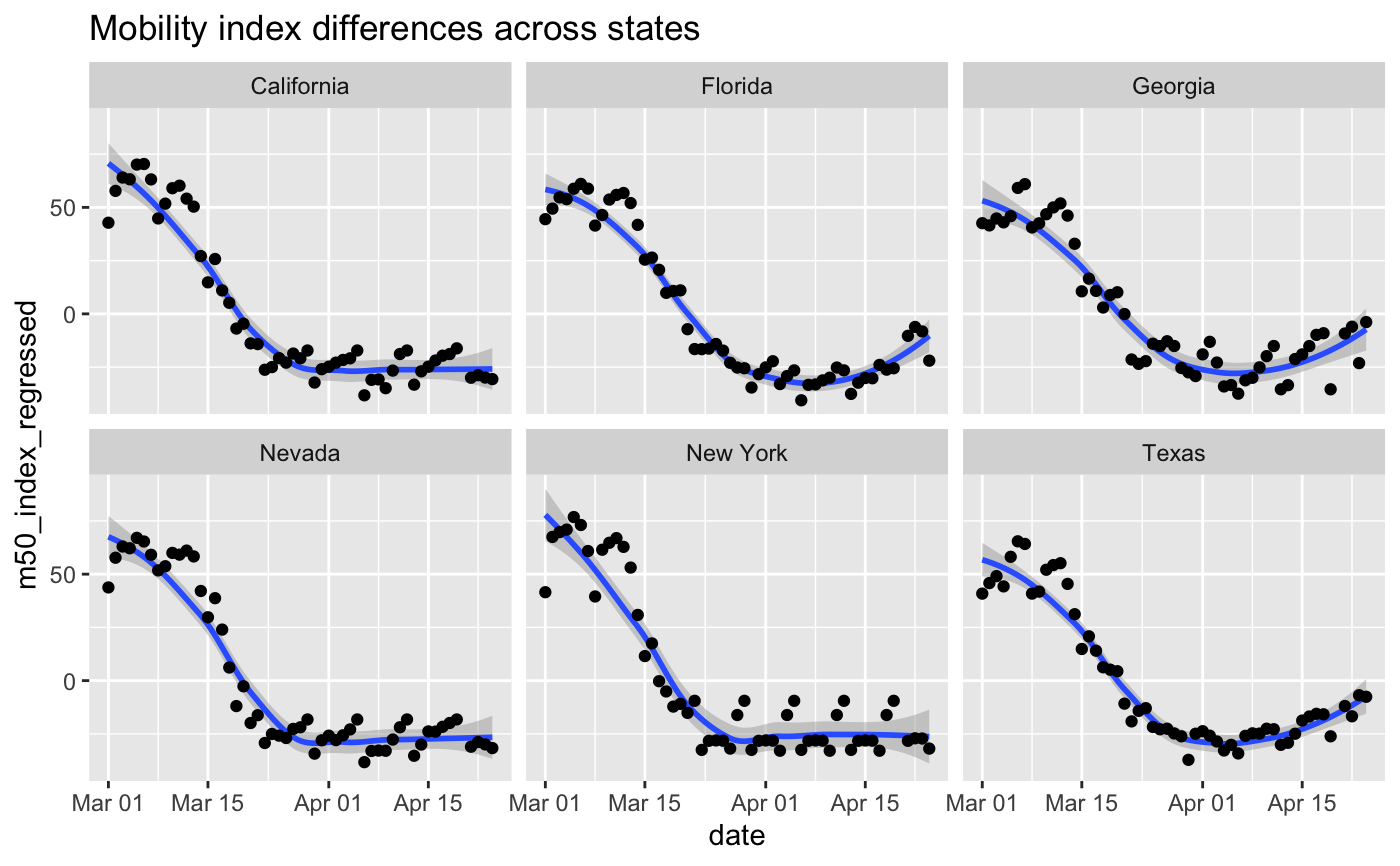 Mobility index differences across states
California
Florida
Georgia
50
0
Nevada
New York
Texas
50
0
m50_index_regressed
Mar 01 Mar 15 Apr 01 Apr 15 Mar 01 Mar 15 Apr 01 Apr 15 Mar 01 Mar 15 Apr 01 Apr 15
date